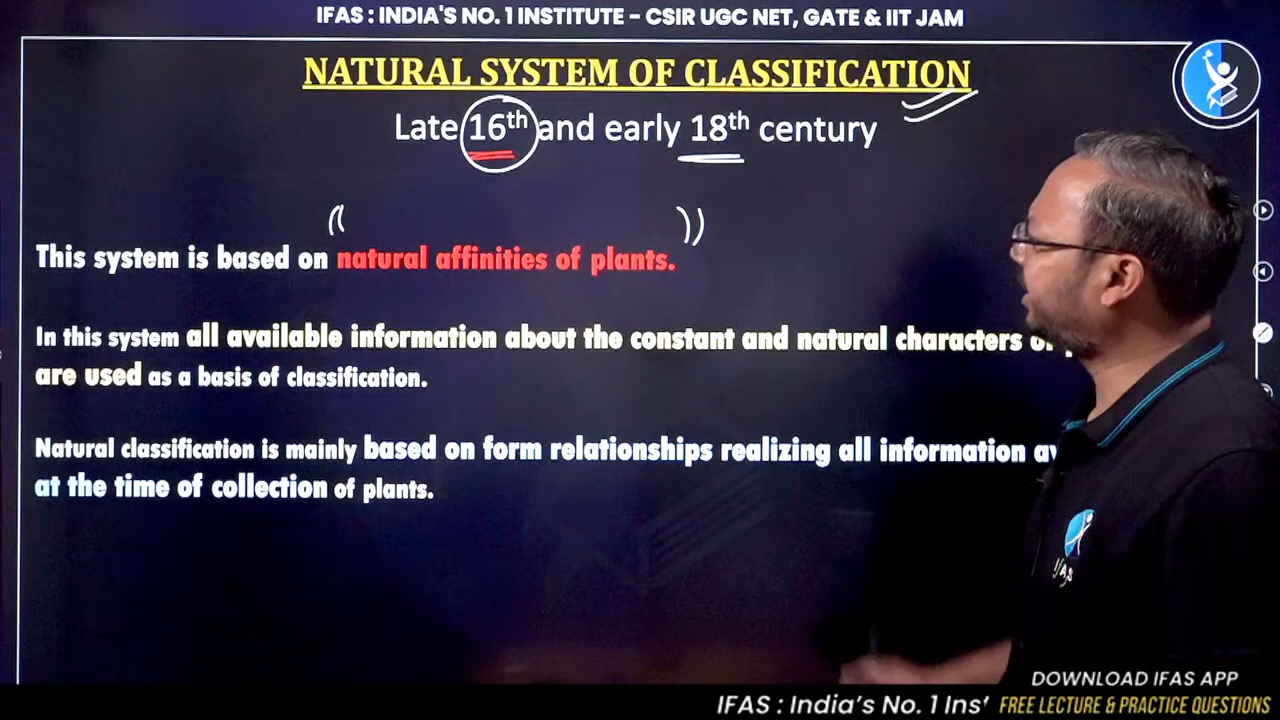 IFAS : INDIA'S NO. 1 INSTITUTE – CSIR UGC NET, GATE & IIT JAM
NATURAL SYSTEM OF CLASSIFICATION
Late 16th and early 18th century
This system is based on natural affinities of plants.
In this system all available information about the constant and natural characters
are used as a basis of classification.
Natural classification is mainly based on form relationships realizing all information
at the time of collection of plants.
IFAS
DOWNLOAD IFAS APP
IFAS : India's No. 1 Ins
FREE LECTURE & PRACTICE QUESTIONS